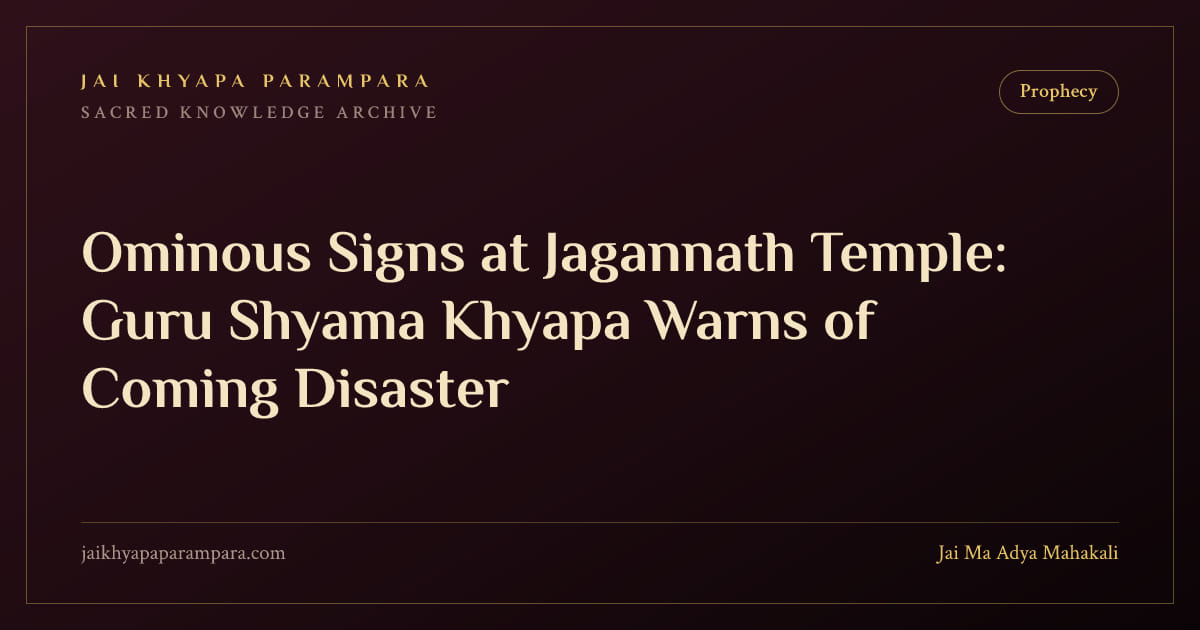 JAI KHYAPA PARAMPARA
SACRED KNOWLEDGE ARCHIVE
Prophecy
Ominous Signs at Jagannath Temple:
Guru Shyama Khyapa Warns of
Coming Disaster
jaikhyapaparampara.com
Jai Ma Adya Mahakali